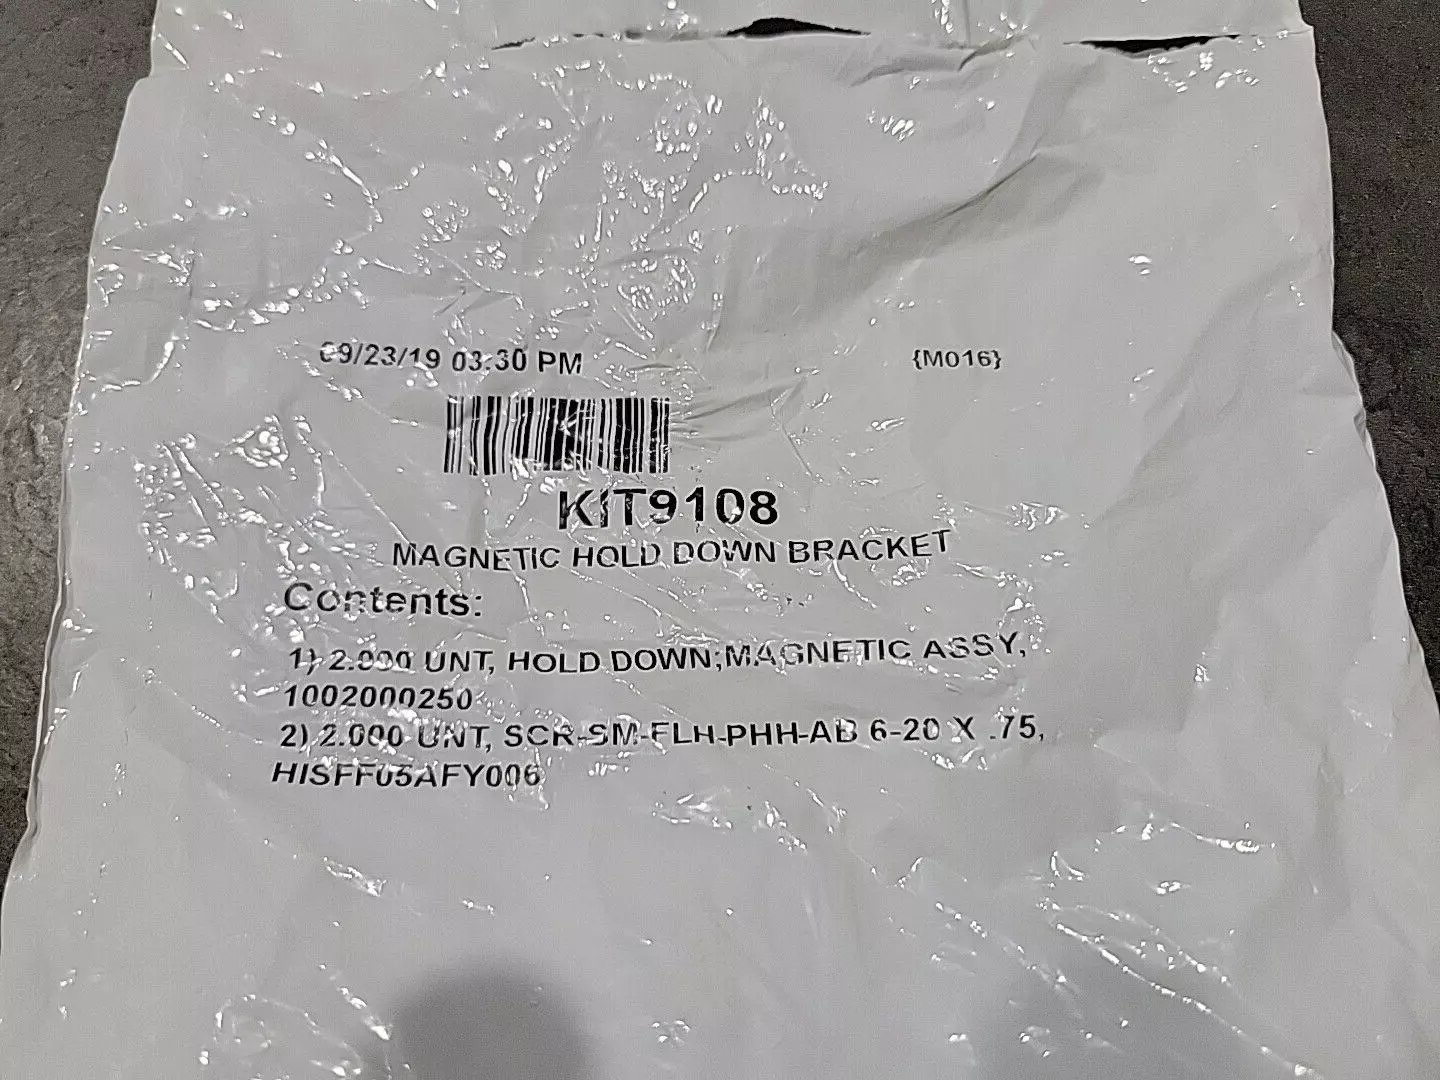 09/23/19 03:30 PM
{M016}
KIT9108
MAGNETIC HOLD DOWN BRACKET
Contents:
1) 2.000 UNT, HOLD DOWN;MAGNETIC ASSY,
1002000250
2) 2.000 UNT, SCR-SM-FLH-PHH-AB 6-20 X .75,
HISFF05AFY006